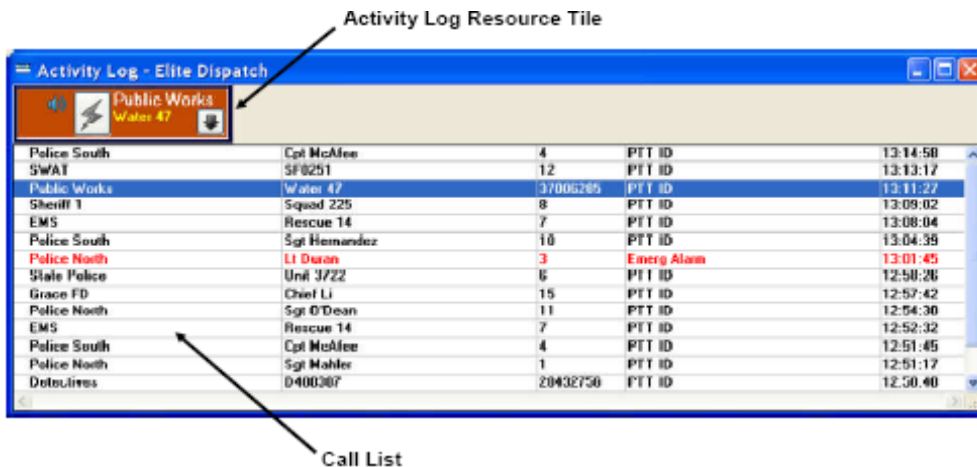 Activity Log Resource Tile
Activity Log - Elite Dispatch
Public Works
Water 47
Police South Cpt McAfee 4 PTT ID 13:14:58
SWAT SF0251 12 PTT ID 13:13:17
Public Works Water 47 37006285 PTT ID 13:11:27
Sheriff 1 Squad 225 8 PTT ID 13:09:02
EMS Rescue 14 7 PTT ID 13:08:04
Police South Sgt Hernandez 10 PTT ID 13:04:39
Police North Lt Duran 3 Emerg Alarm 13:01:45
State Police Unit 3722 6 PTT ID 12:58:26
Grace FD Chief Li 15 PTT ID 12:57:42
Police North Sgt O'Dean 11 PTT ID 12:54:30
EMS Rescue 14 7 PTT ID 12:52:32
Police South Cpt McAfee 4 PTT ID 12:51:45
Police North Sgt Mahler 1 PTT ID 12:51:17
Detectives D400307 20432750 PTT ID 12:50:40
Call List